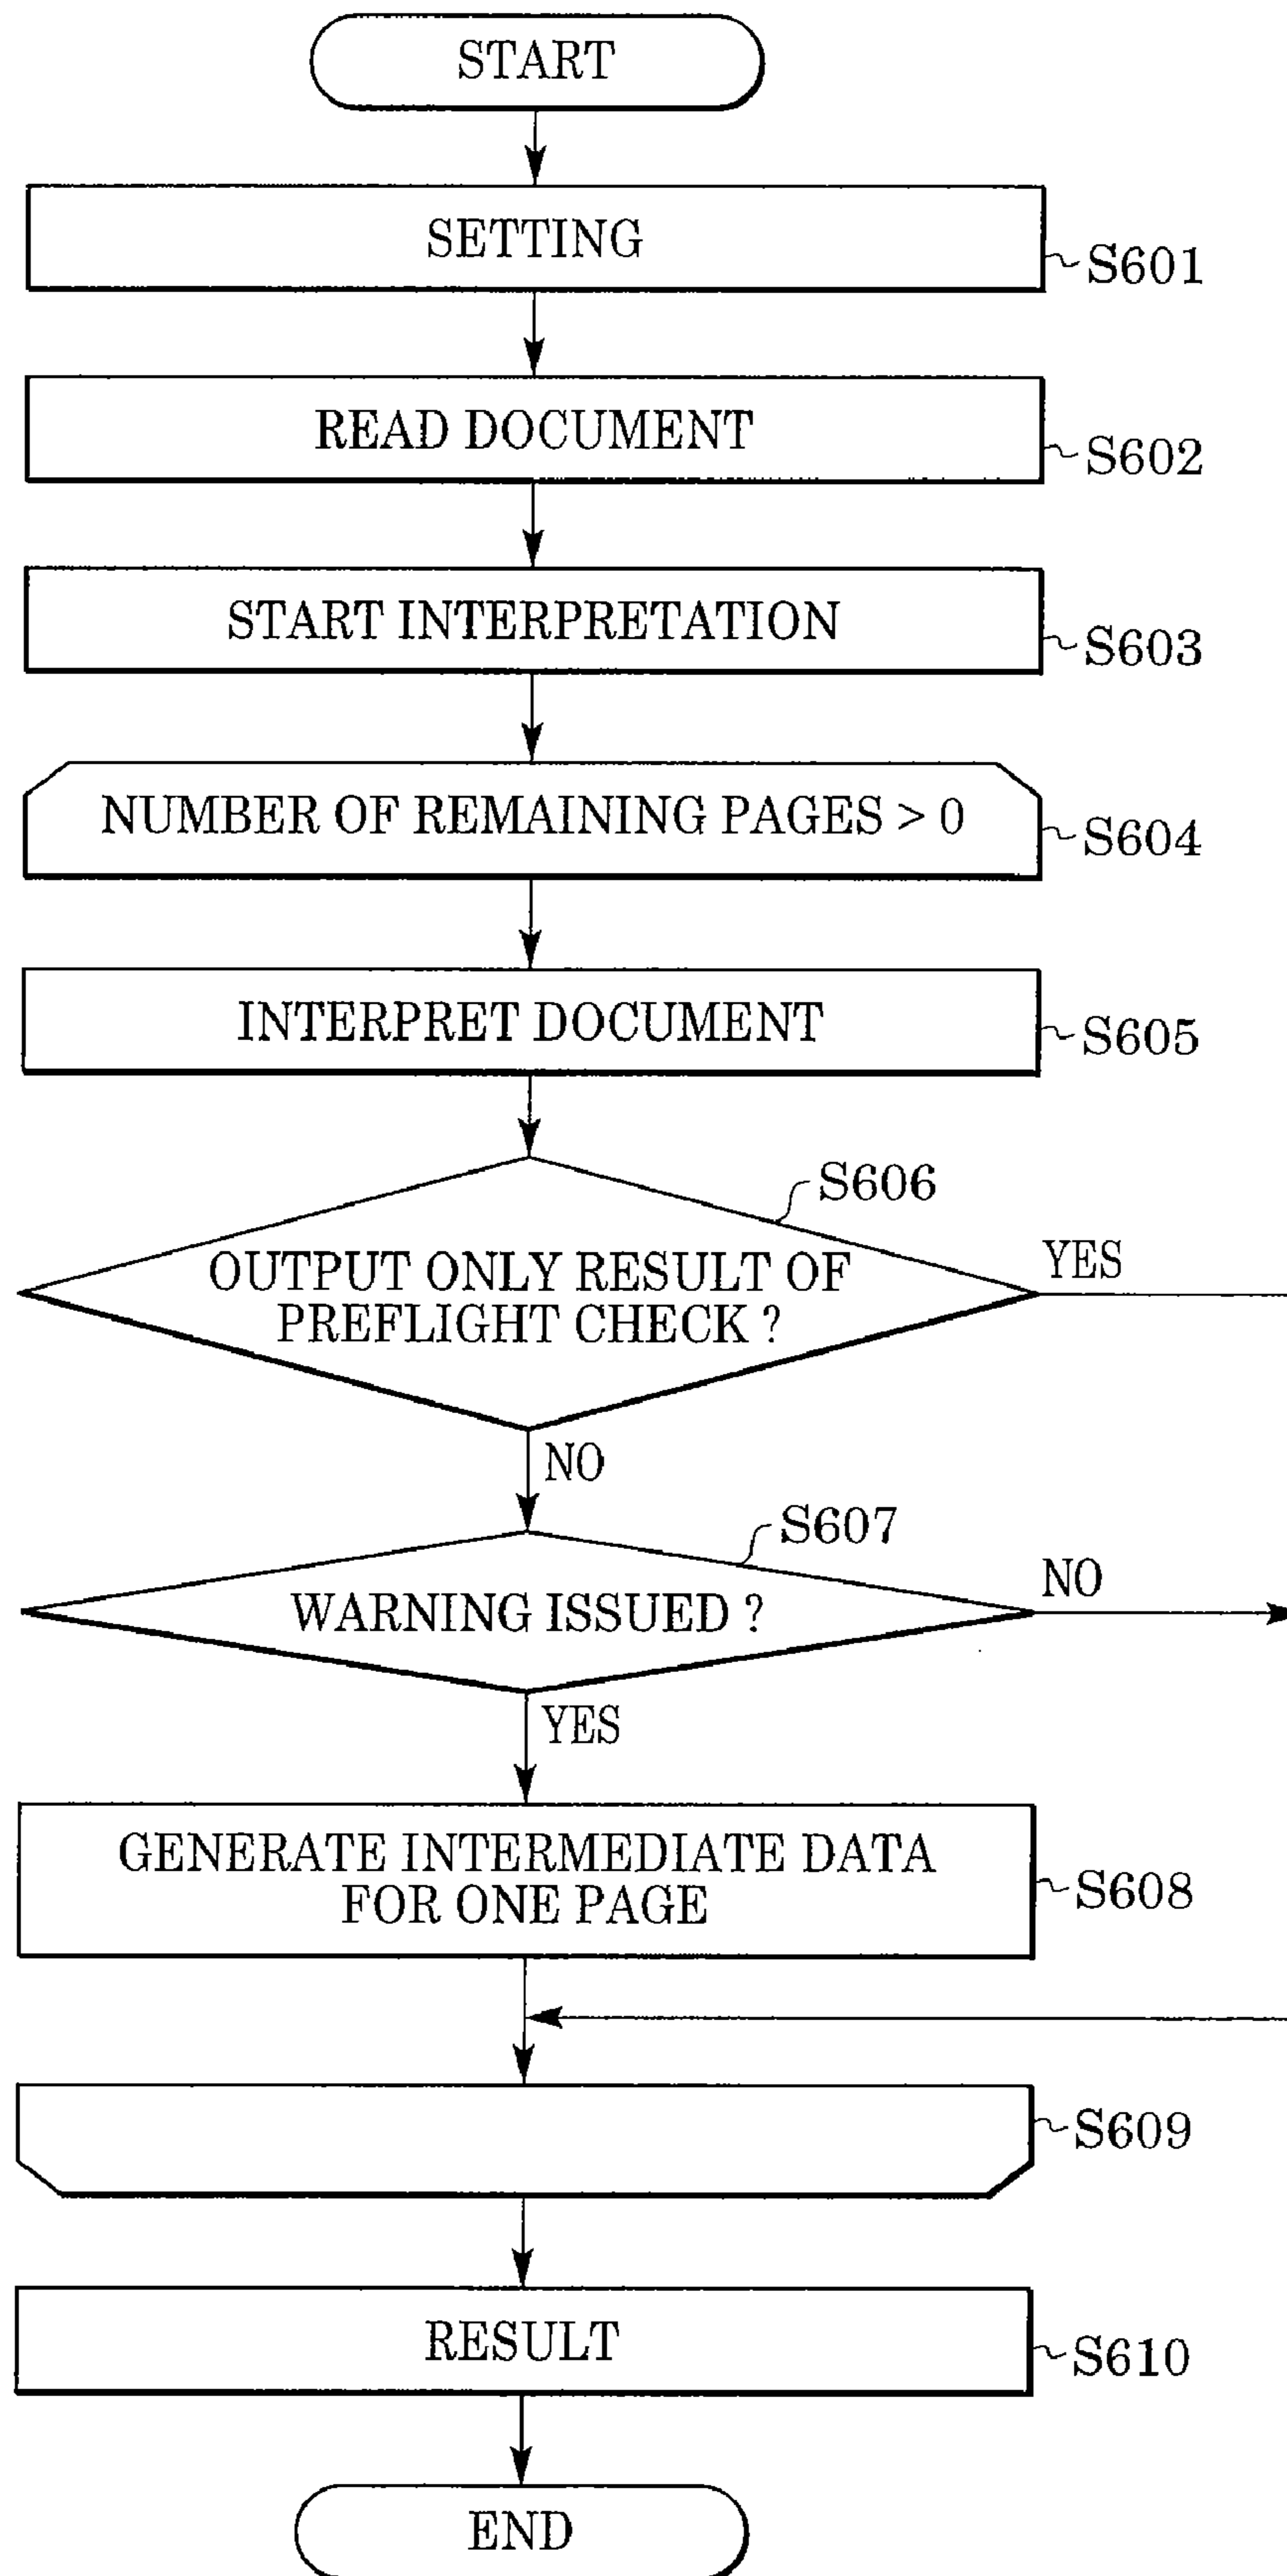 START
SETTING
S601
READ DOCUMENT
S602
START INTERPRETATION
S603
NUMBER OF REMAINING PAGES > 0
S604
INTERPRET DOCUMENT
S605
S606
OUTPUT ONLY RESULT OF
PREFLIGHT CHECK ?
YES
NO
S607
WARNING ISSUED ?
NO
YES
GENERATE INTERMEDIATE DATA
FOR ONE PAGE
S608
S609
RESULT
S610
END